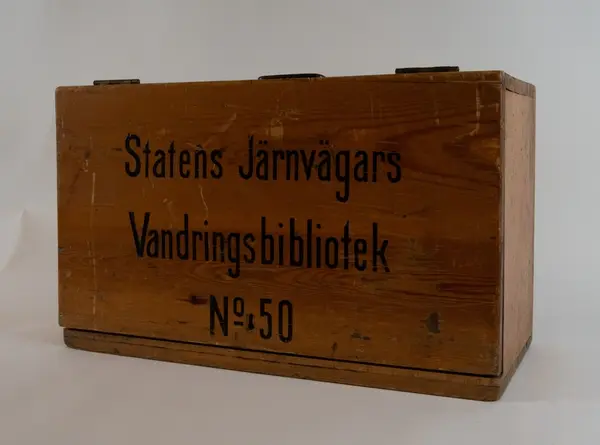 Statens Järnvägars
Vandringsbibliotek
Nº 50